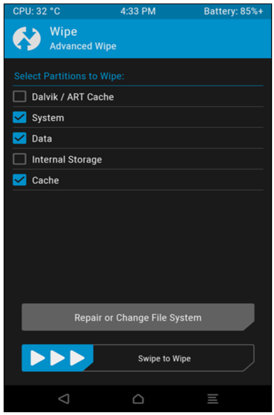 CPU: 32 °C 4:33 PM Battery: 85%+
Wipe
Advanced Wipe
Select Partitions to Wipe:
Dalvik / ART Cache
System
Data
Internal Storage
Cache
Repair or Change File System
Swipe to Wipe